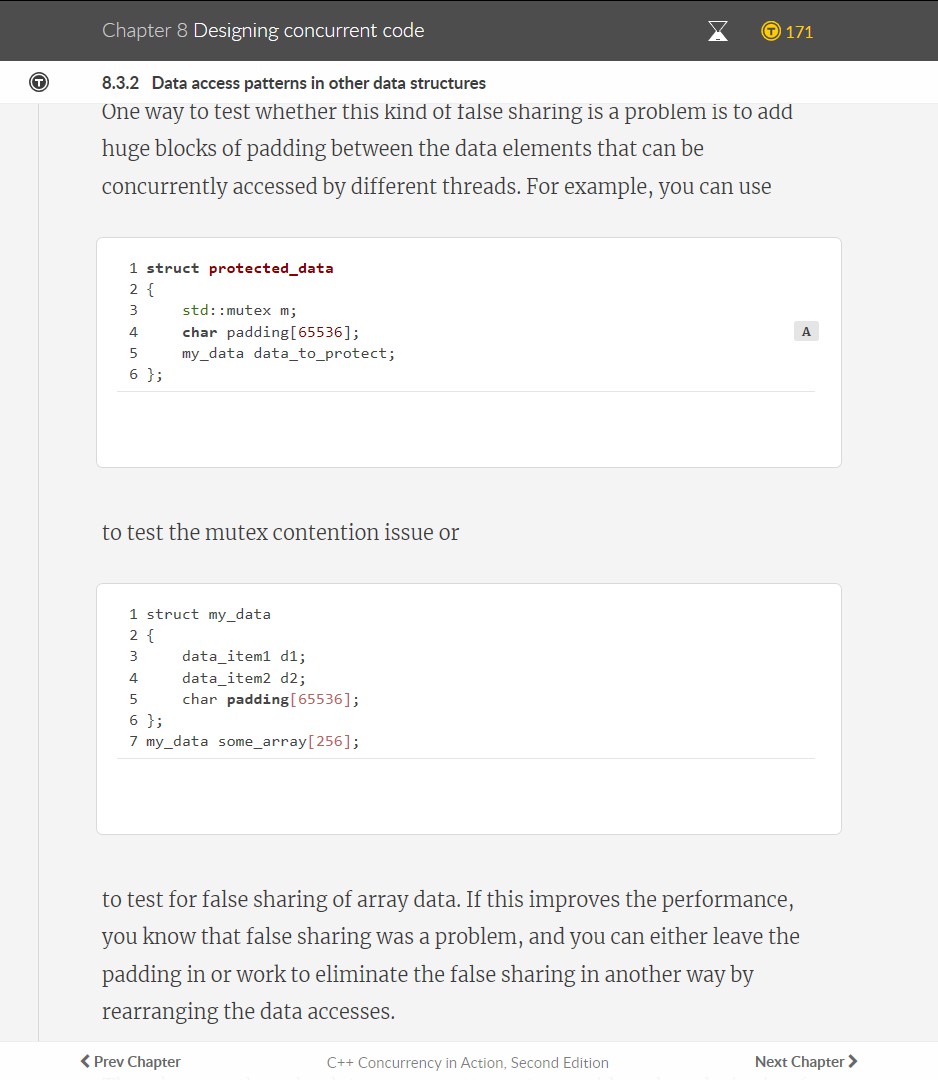 Chapter 8 Designing concurrent code
T 171
T
8.3.2 Data access patterns in other data structures
One way to test whether this kind of false sharing is a problem is to add
huge blocks of padding between the data elements that can be
concurrently accessed by different threads. For example, you can use
1 struct protected_data
2 {
3     std::mutex m;
4     char padding[65536];
A
5     my_data data_to_protect;
6 };
to test the mutex contention issue or
1 struct my_data
2 {
3     data_item1 d1;
4     data_item2 d2;
5     char padding[65536];
6 };
7 my_data some_array[256];
to test for false sharing of array data. If this improves the performance,
you know that false sharing was a problem, and you can either leave the
padding in or work to eliminate the false sharing in another way by
rearranging the data accesses.
Prev Chapter
C++ Concurrency in Action, Second Edition
Next Chapter